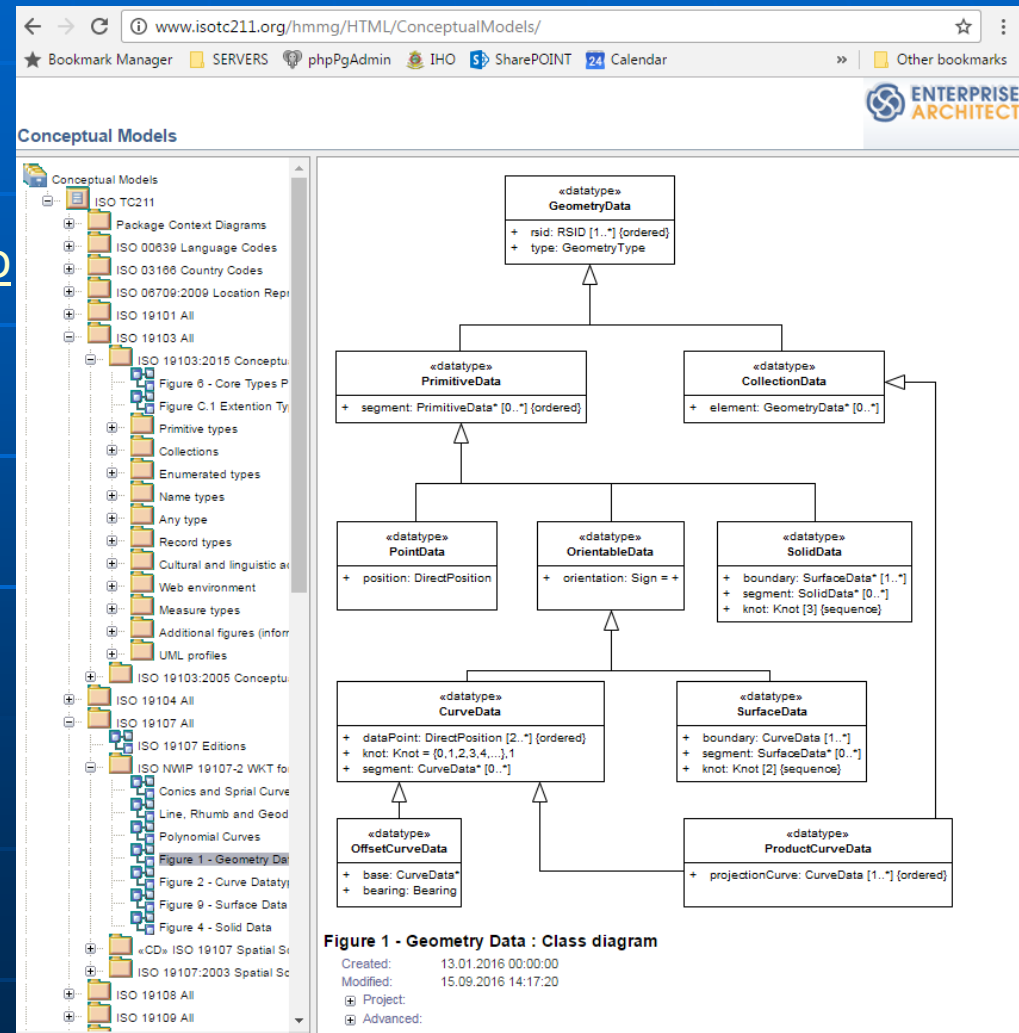 www.isotc211.org/hmmg/HTML/ConceptualModels/
Bookmark Manager SERVERS phpPgAdmin IHO SharePOINT 24 Calendar » Other bookmarks
ENTERPRISE
ARCHITECT
Conceptual Models
Conceptual Models
ISO TC211
Package Context Diagrams
ISO 00639 Language Codes
ISO 03166 Country Codes
ISO 06709:2009 Location Repr
ISO 19101 All
ISO 19103 All
ISO 19103:2015 Conceptu
Figure 6 - Core Types P
Figure C.1 Extention Ty
Primitive types
Collections
Enumerated types
Name types
Any type
Record types
Cultural and linguistic ad
Web environment
Measure types
Additional figures (inform
UML profiles
ISO 19103:2005 Conceptu
ISO 19104 All
ISO 19107 All
ISO 19107 Editions
ISO NWIP 19107-2 WKT fo
Conics and Sprial Curve
Line, Rhumb and Geod
Polynomial Curves
Figure 1 - Geometry Dat
Figure 2 - Curve Datatyp
Figure 9 - Surface Data
Figure 4 - Solid Data
«CD» ISO 19107 Spatial Sc
ISO 19107:2003 Spatial Sc
ISO 19108 All
ISO 19109 All
«datatype»
GeometryData
+ rsid: RSID [1..*] {ordered}
+ type: GeometryType
«datatype»
PrimitiveData
+ segment: PrimitiveData* [0..*] {ordered}
«datatype»
CollectionData
+ element: GeometryData* [0..*]
«datatype»
PointData
+ position: DirectPosition
«datatype»
OrientableData
+ orientation: Sign = +
«datatype»
SolidData
+ boundary: SurfaceData* [1..*]
+ segment: SolidData* [0..*]
+ knot: Knot [3] {sequence}
«datatype»
CurveData
+ dataPoint: DirectPosition [2..*] {ordered}
+ knot: Knot = {0,1,2,3,4,...},1
+ segment: CurveData* [0..*]
«datatype»
SurfaceData
+ boundary: CurveData [1..*]
+ segment: SurfaceData* [0..*]
+ knot: Knot [2] {sequence}
«datatype»
OffsetCurveData
+ base: CurveData*
+ bearing: Bearing
«datatype»
ProductCurveData
+ projectionCurve: CurveData [1..*] {ordered}
Figure 1 - Geometry Data : Class diagram
Created: 13.01.2016 00:00:00
Modified: 15.09.2016 14:17:20
Project:
Advanced: